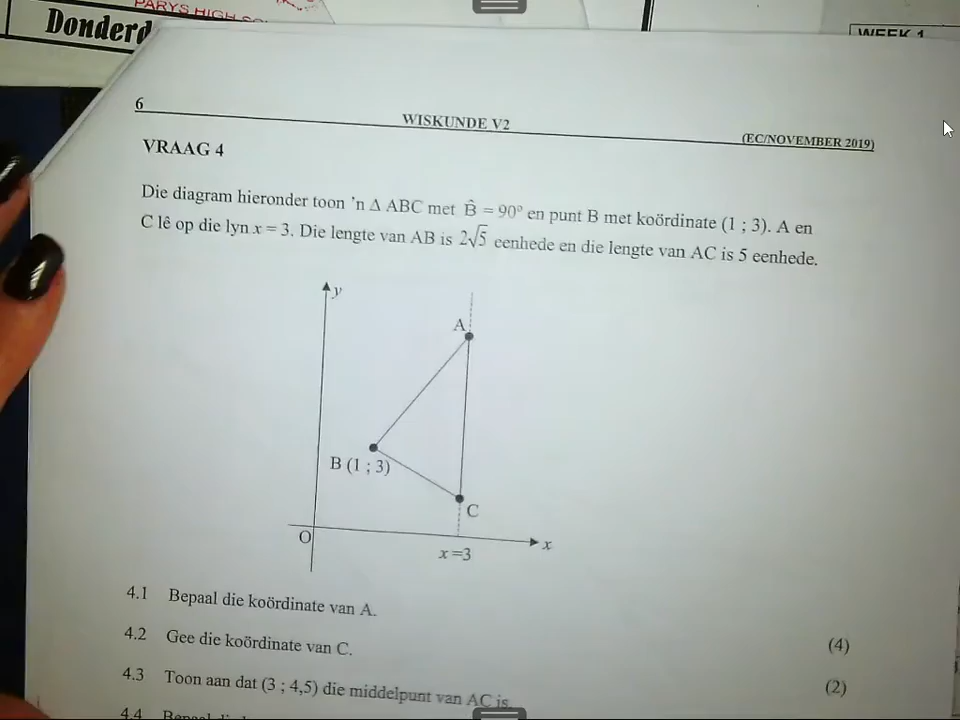 PARYS HIGH
Donderd
WEEK 1
6
WISKUNDE V2
(EC/NOVEMBER 2019)
VRAAG 4
Die diagram hieronder toon 'n Δ ABC met B̂ = 90° en punt B met koördinate (1 ; 3). A en
C lê op die lyn x = 3. Die lengte van AB is 2√5 eenhede en die lengte van AC is 5 eenhede.
y
A
B (1 ; 3)
C
O
x
x =3
4.1 Bepaal die koördinate van A.
(4)
4.2 Gee die koördinate van C.
(2)
4.3 Toon aan dat (3 ; 4,5) die middelpunt van AC is.
4.4